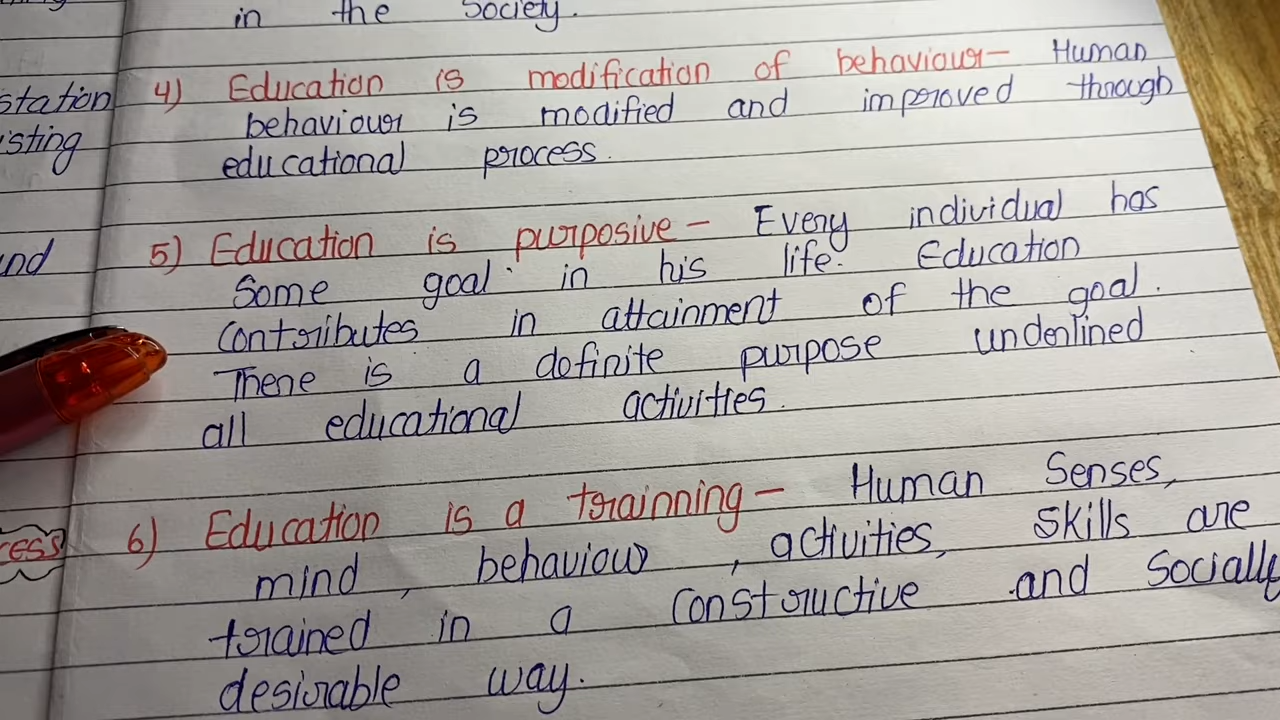 in the Society.
4) Education is modification of behaviour- Human
behaviour is modified and improved through
educational process.
5) Education is purposive- Every individual has
Some goal in his life. Education
contributes in attainment of the goal.
There is a definite purpose underlined
all educational activities.
6) Education is a trainning- Human Senses,
mind, behaviour, activities, skills are
trained in a constructive and Socially
desirable way.